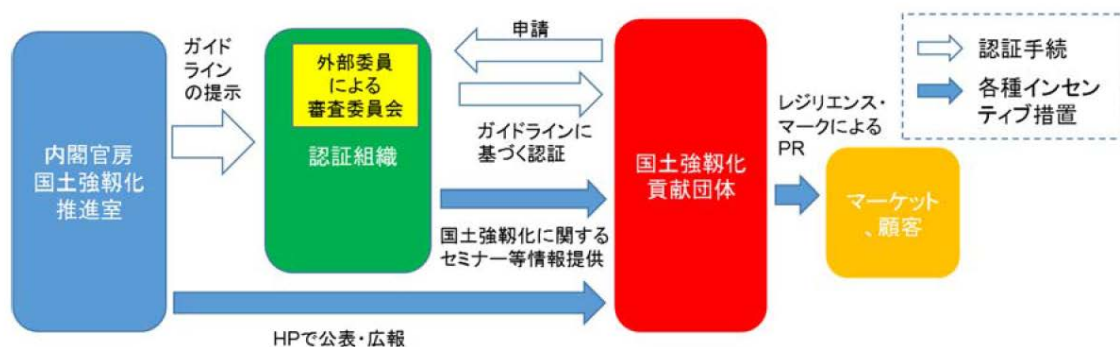 内閣官房
国土強靱化
推進室
ガイド
ライン
の提示
外部委員
による
審査委員会
認証組織
申請
ガイドラインに
基づく認証
国土強靱化に関する
セミナー等情報提供
HPで公表・広報
国土強靱化
貢献団体
レジリエンス・
マークによる
PR
マーケット
、顧客
認証手続
各種インセン
ティブ措置